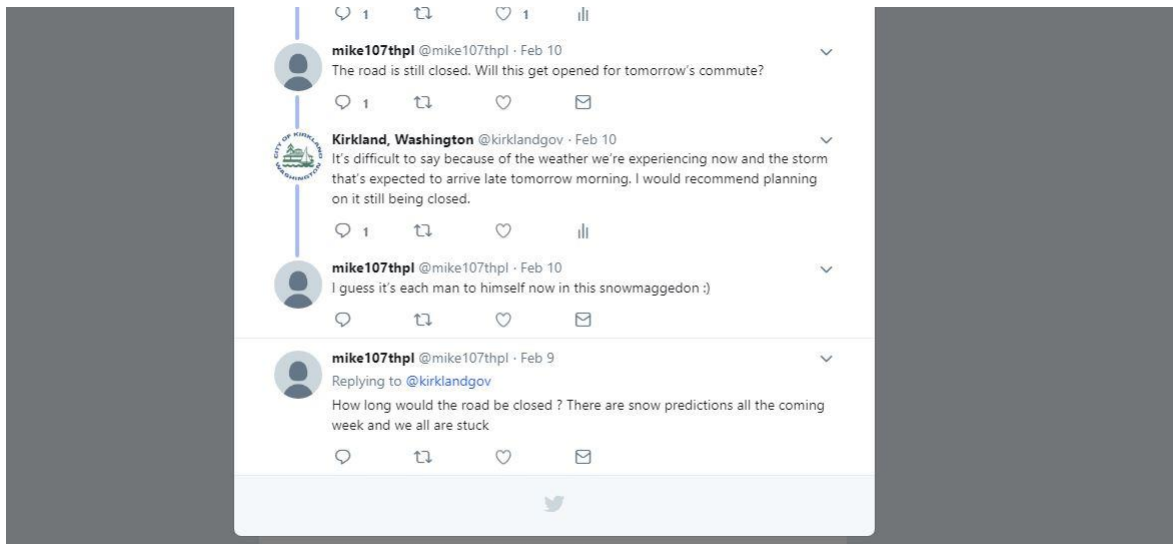 1 1
mike107thpl @mike107thpl · Feb 10
The road is still closed. Will this get opened for tomorrow's commute?
1
CITY OF KIRKLAND
WASHINGTON
Kirkland, Washington @kirklandgov · Feb 10
It's difficult to say because of the weather we're experiencing now and the storm
that's expected to arrive late tomorrow morning. I would recommend planning
on it still being closed.
1
mike107thpl @mike107thpl · Feb 10
I guess it's each man to himself now in this snowmaggedon :)
mike107thpl @mike107thpl · Feb 9
Replying to @kirklandgov
How long would the road be closed ? There are snow predictions all the coming
week and we all are stuck